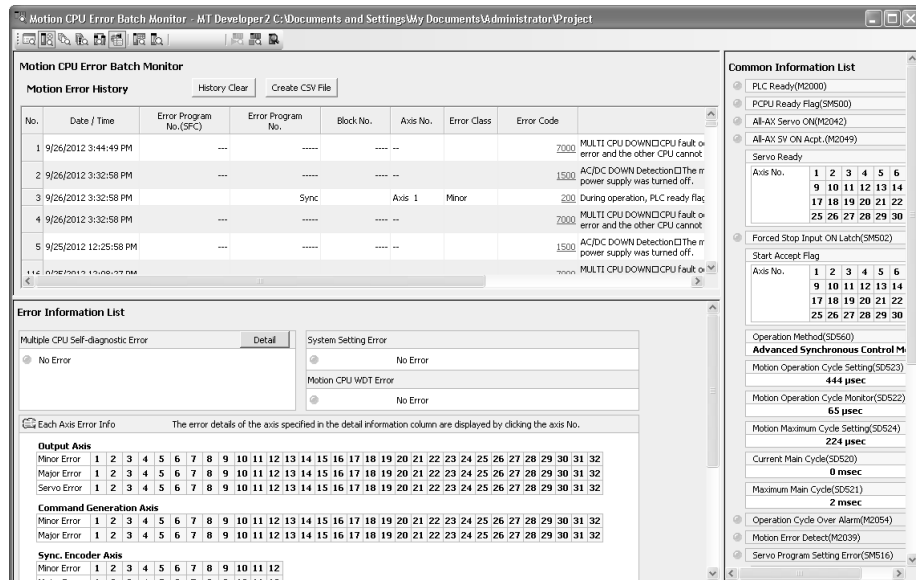 Motion CPU Error Batch Monitor - MT Developer2 C:\Documents and Settings\My Documents\Administrator\Project
Motion CPU Error Batch Monitor
Motion Error History
History Clear
Create CSV File
No. Date / Time Error Program No.(SFC) Error Program No. Block No. Axis No. Error Class Error Code
1 9/26/2012 3:44:49 PM --- ----- ---- -- 7000 MULTI CPU DOWN□CPU fault
error and the other CPU cannot
2 9/26/2012 3:32:58 PM --- ----- ---- -- 1500 AC/DC DOWN Detection□The
power supply was turned off.
3 9/26/2012 3:32:58 PM Sync Axis 1 Minor 200 During operation, PLC ready
4 9/26/2012 3:32:58 PM --- ----- ---- -- 7000 MULTI CPU DOWN□CPU fault
error and the other CPU cannot
5 9/25/2012 12:25:58 PM --- ----- ---- -- 1500 AC/DC DOWN Detection□The
power supply was turned off.
MULTI CPU DOWN□CPU fault
Error Information List
Multiple CPU Self-diagnostic Error
Detail
No Error
System Setting Error
No Error
Motion CPU WDT Error
No Error
Each Axis Error Info The error details of the axis specified in the detail information column are displayed by clicking the axis No.
Output Axis
Minor Error 1 2 3 4 5 6 7 8 9 10 11 12 13 14 15 16 17 18 19 20 21 22 23 24 25 26 27 28 29 30 31 32
Major Error 1 2 3 4 5 6 7 8 9 10 11 12 13 14 15 16 17 18 19 20 21 22 23 24 25 26 27 28 29 30 31 32
Servo Error 1 2 3 4 5 6 7 8 9 10 11 12 13 14 15 16 17 18 19 20 21 22 23 24 25 26 27 28 29 30 31 32
Command Generation Axis
Minor Error 1 2 3 4 5 6 7 8 9 10 11 12 13 14 15 16 17 18 19 20 21 22 23 24 25 26 27 28 29 30 31 32
Major Error 1 2 3 4 5 6 7 8 9 10 11 12 13 14 15 16 17 18 19 20 21 22 23 24 25 26 27 28 29 30 31 32
Sync. Encoder Axis
Minor Error 1 2 3 4 5 6 7 8 9 10 11 12
Common Information List
PLC Ready(M2000)
PCPU Ready Flag(SM500)
All-AX Servo ON(M2042)
All-AX SV ON Acpt.(M2049)
Servo Ready
Axis No. 1 2 3 4 5 6
9 10 11 12 13 14
17 18 19 20 21 22
25 26 27 28 29 30
Forced Stop Input ON Latch(SM502)
Start Accept Flag
Axis No. 1 2 3 4 5 6
9 10 11 12 13 14
17 18 19 20 21 22
25 26 27 28 29 30
Operation Method(SD560)
Advanced Synchronous Control
Motion Operation Cycle Setting(SD523)
444 μsec
Motion Operation Cycle Monitor(SD522)
65 μsec
Motion Maximum Cycle Setting(SD524)
224 μsec
Current Main Cycle(SD520)
0 msec
Maximum Main Cycle(SD521)
2 msec
Operation Cycle Over Alarm(M2054)
Motion Error Detect(M2039)
Servo Program Setting Error(SM516)